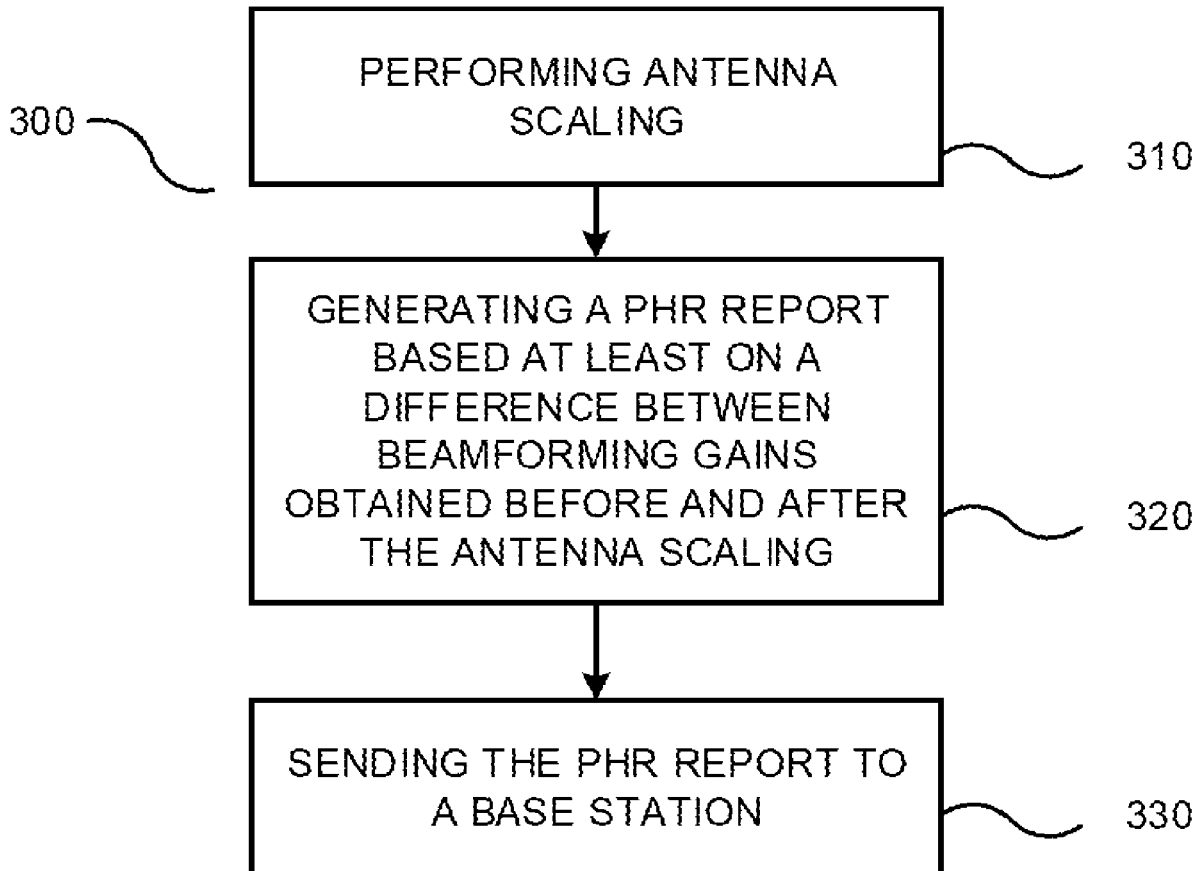 PERFORMING ANTENNA
SCALING
300
310
GENERATING A PHR REPORT
BASED AT LEAST ON A
DIFFERENCE BETWEEN
BEAMFORMING GAINS
OBTAINED BEFORE AND AFTER
THE ANTENNA SCALING
320
SENDING THE PHR REPORT TO
A BASE STATION
330